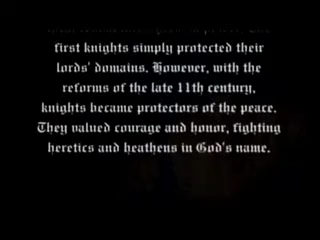 first knights simply protected their
lords' domains. However, with the
reforms of the late 11th century,
knights became protectors of the peace.
They valued courage and honor, fighting
heretics and heathens in God's name.